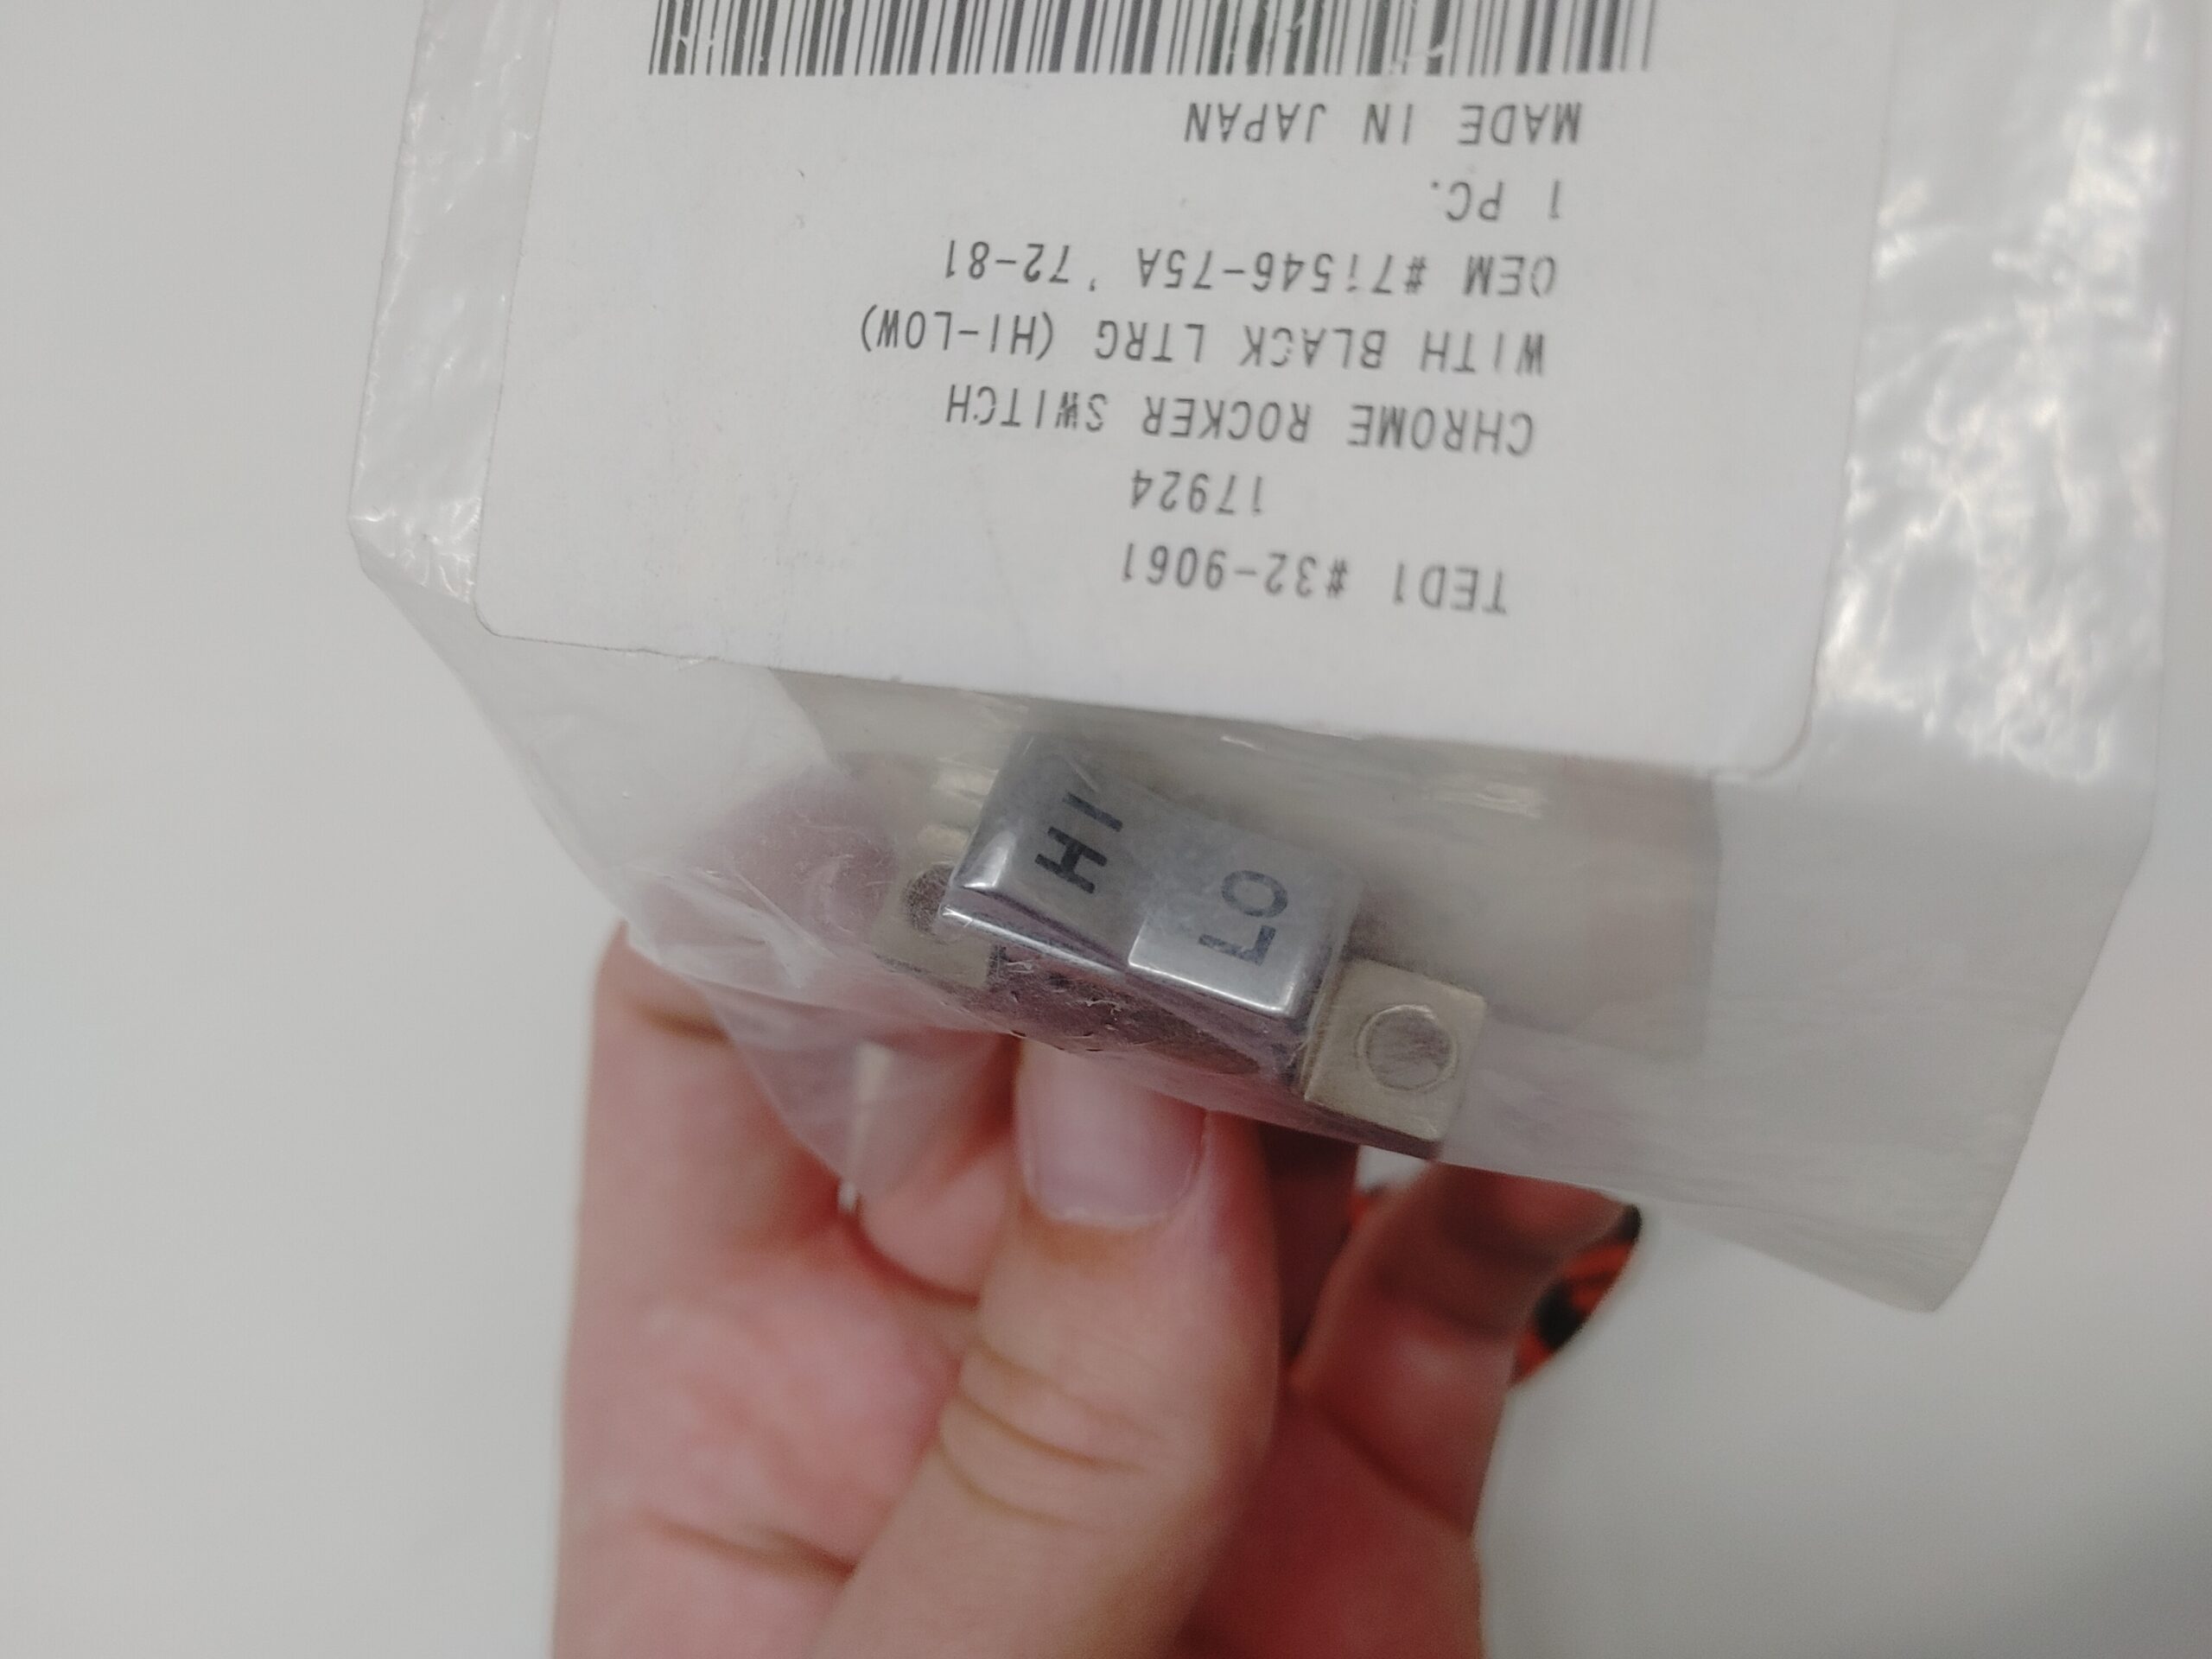 TED1 #32-9061
17924
CHROME ROCKER SWITCH
WITH BLACK LTRG (HI-LOW)
OEM #71546-75A '72-81
1 PC.
MADE IN JAPAN
HI
LO